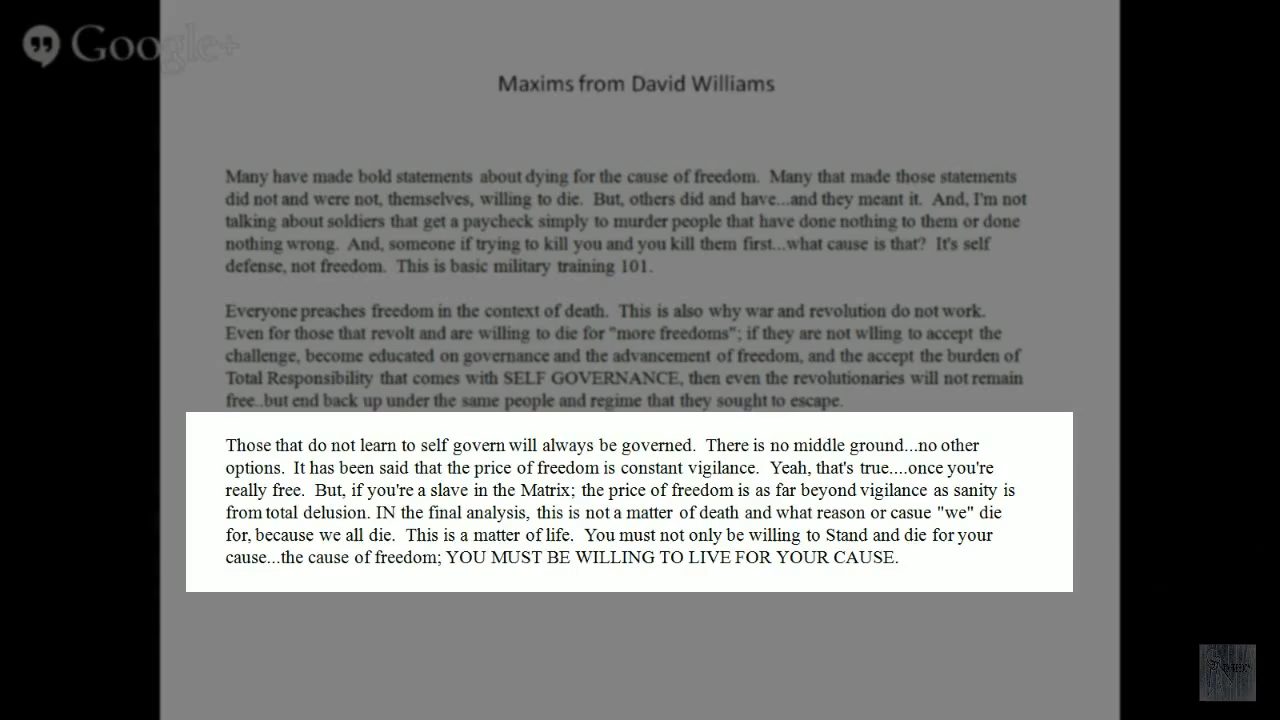 Google+
Maxims from David Williams
Many have made bold statements about dying for the cause of freedom. Many that made those statements
did not and were not, themselves, willing to die. But, others did and have...and they meant it. And, I'm not
talking about soldiers that get a paycheck simply to murder people that have done nothing to them or done
nothing wrong. And, someone if trying to kill you and you kill them first...what cause is that? It's self
defense, not freedom. This is basic military training 101.
Everyone preaches freedom in the context of death. This is also why war and revolution do not work.
Even for those that revolt and are willing to die for "more freedoms"; if they are not wlling to accept the
challenge, become educated on governance and the advancement of freedom, and the accept the burden of
Total Responsibility that comes with SELF GOVERNANCE, then even the revolutionaries will not remain
free..but end back up under the same people and regime that they sought to escape.
Those that do not learn to self govern will always be governed. There is no middle ground...no other
options. It has been said that the price of freedom is constant vigilance. Yeah, that's true....once you're
really free. But, if you're a slave in the Matrix; the price of freedom is as far beyond vigilance as sanity is
from total delusion. IN the final analysis, this is not a matter of death and what reason or casue "we" die
for, because we all die. This is a matter of life. You must not only be willing to Stand and die for your
cause...the cause of freedom; YOU MUST BE WILLING TO LIVE FOR YOUR CAUSE.